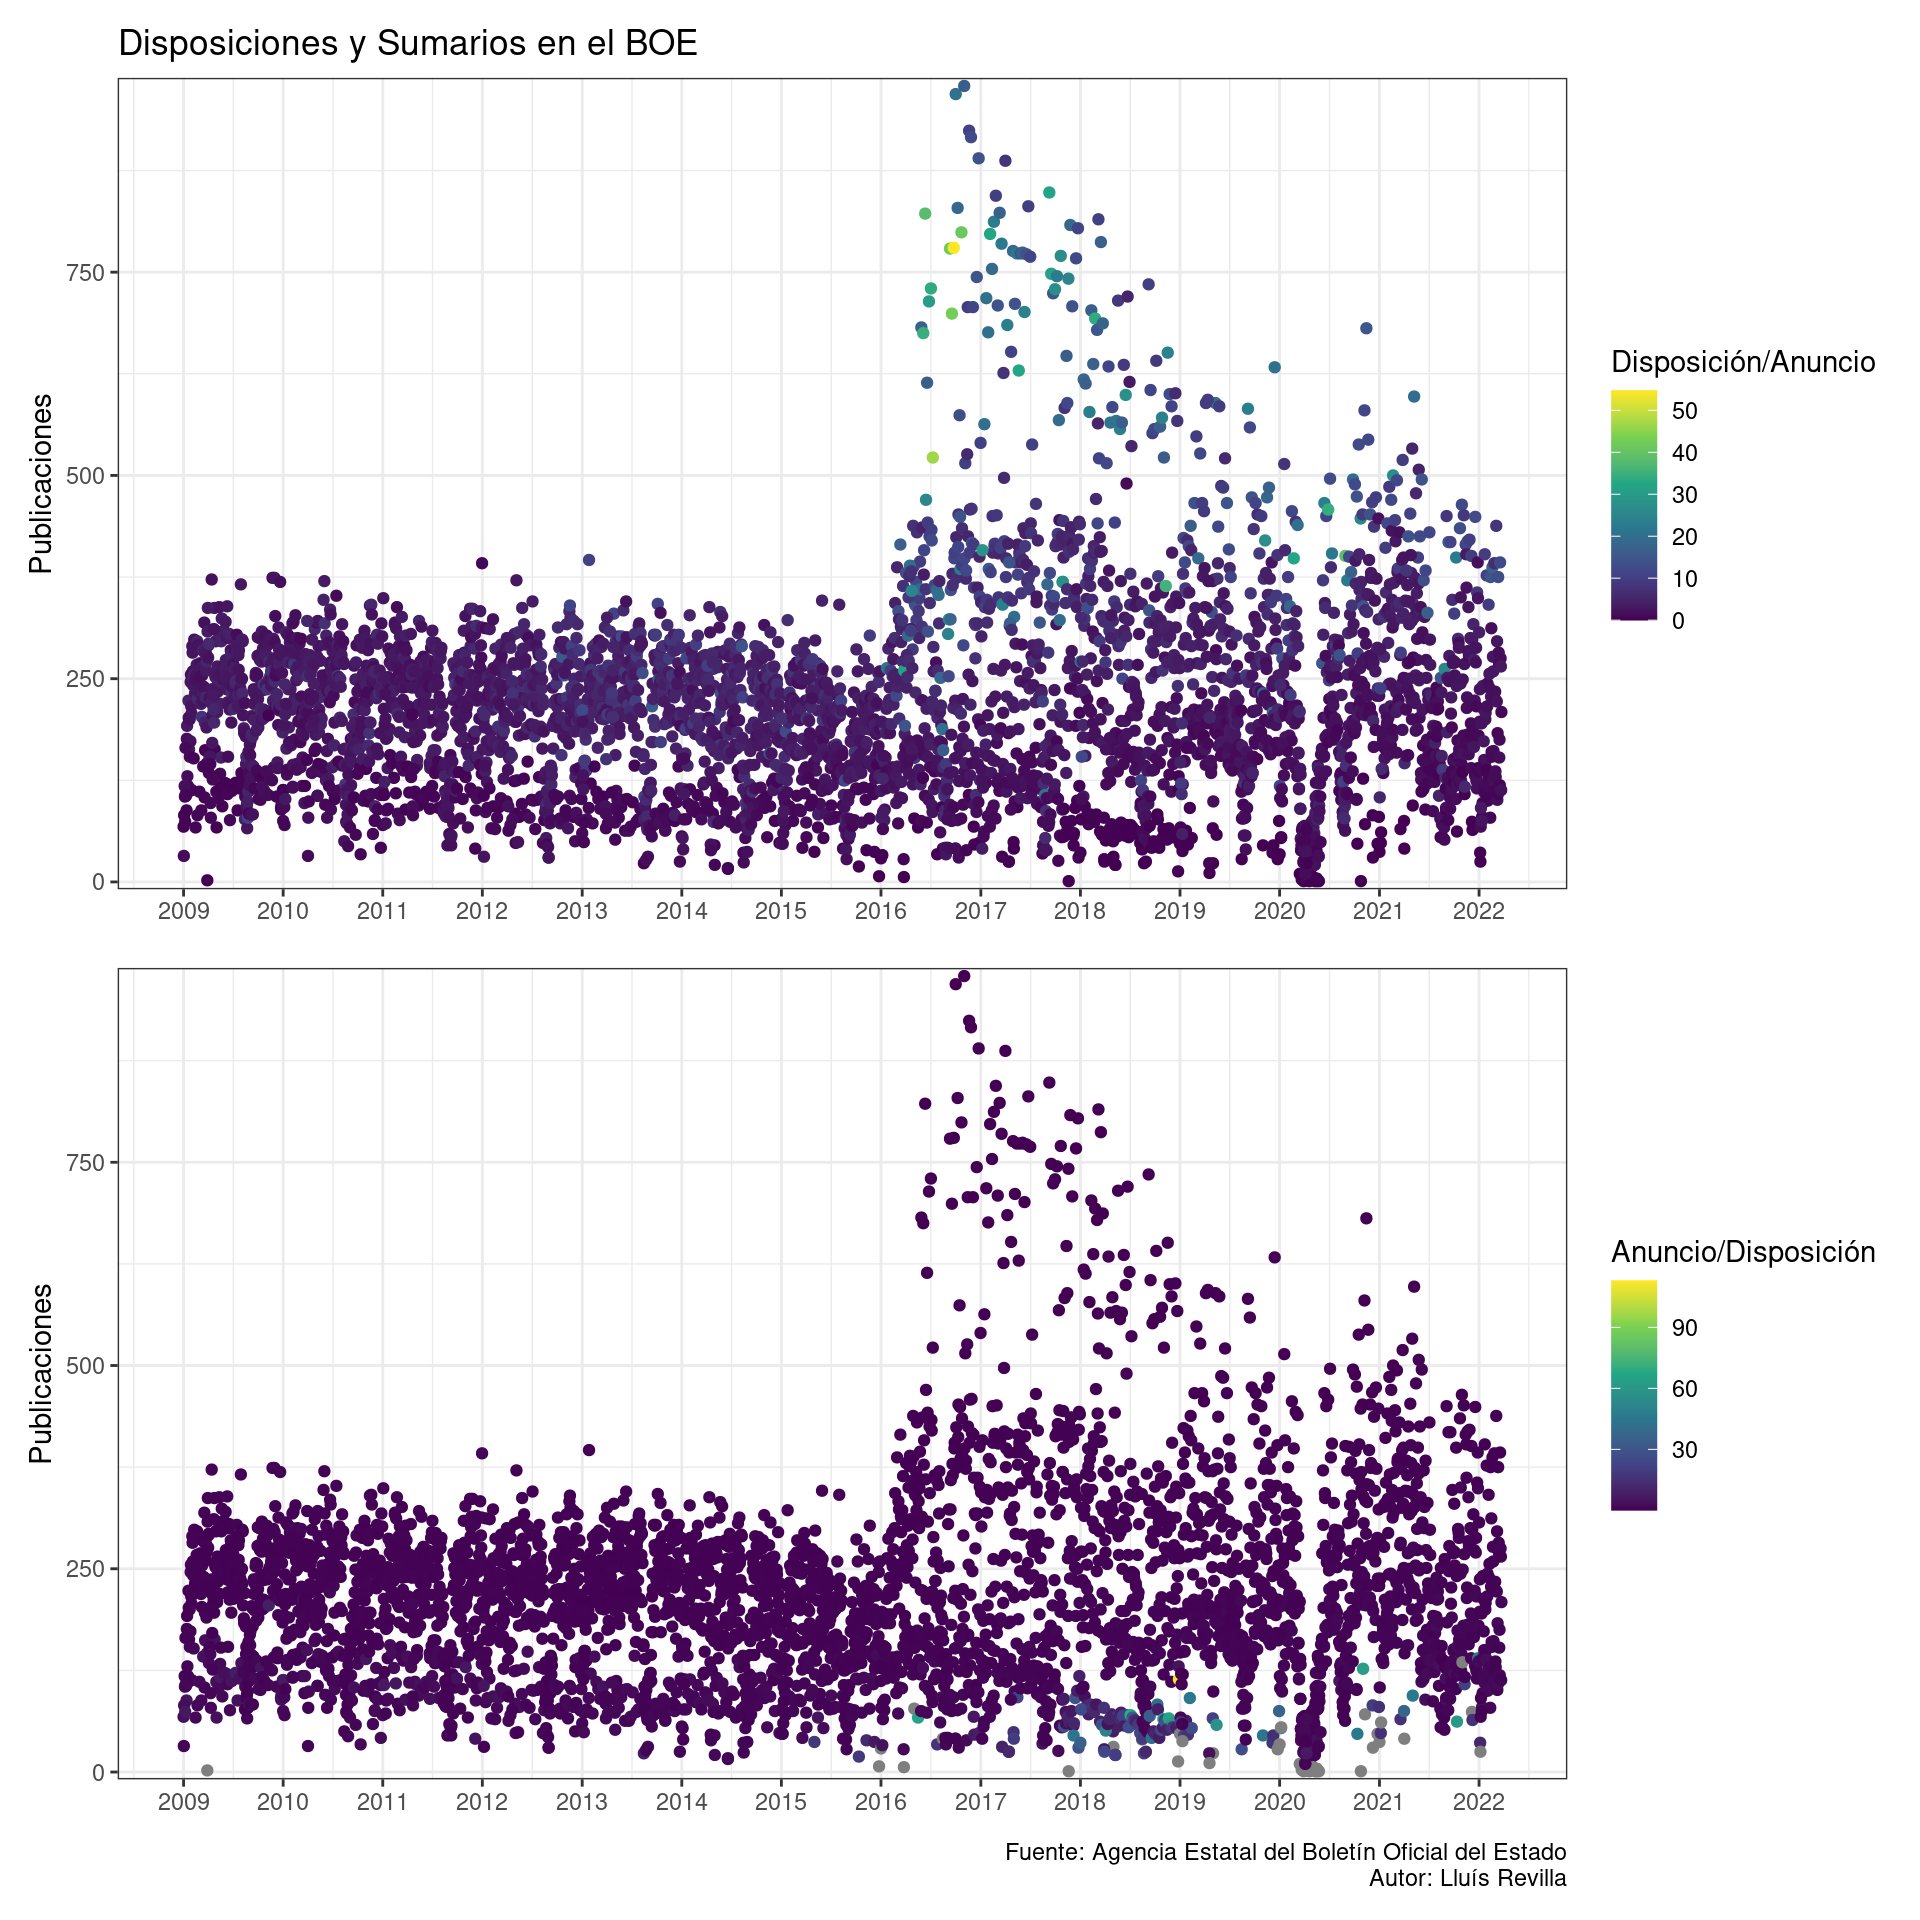 Disposiciones y Sumarios en el BOE
Publicaciones
750
500
250
0
2009 2010 2011 2012 2013 2014 2015 2016 2017 2018 2019 2020 2021 2022
Disposición/Anuncio
50
40
30
20
10
0
Publicaciones
750
500
250
0
2009 2010 2011 2012 2013 2014 2015 2016 2017 2018 2019 2020 2021 2022
Anuncio/Disposición
90
60
30
Fuente: Agencia Estatal del Boletín Oficial del Estado
Autor: Lluís Revilla